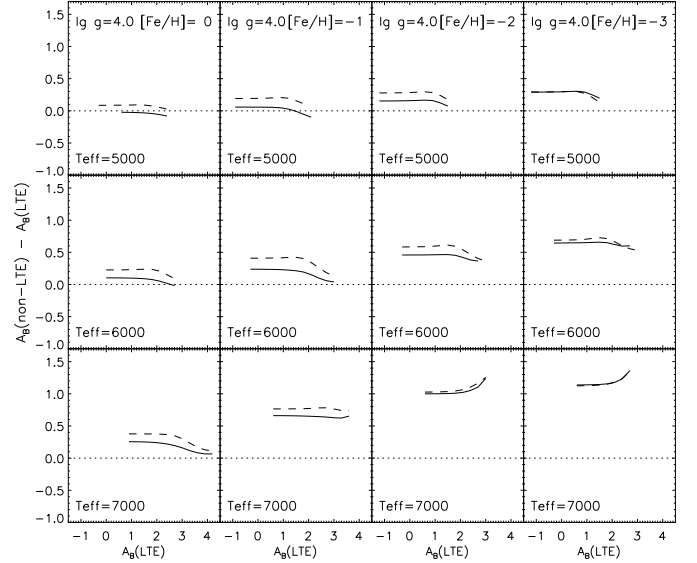 lg g=4.0 [Fe/H]= 0
lg g=4.0[Fe/H]=−1
lg g=4.0[Fe/H]=−2
lg g=4.0[Fe/H]=−3
1.5
1.0
0.5
0.0
−0.5
−1.0
Teff=5000
Teff=5000
Teff=5000
Teff=5000
A_B(non−LTE) − A_B(LTE)
1.5
1.0
0.5
0.0
−0.5
−1.0
Teff=6000
Teff=6000
Teff=6000
Teff=6000
1.5
1.0
0.5
0.0
−0.5
−1.0
Teff=7000
Teff=7000
Teff=7000
Teff=7000
−1 0 1 2 3 4
−1 0 1 2 3 4
−1 0 1 2 3 4
−1 0 1 2 3 4
A_B(LTE)
A_B(LTE)
A_B(LTE)
A_B(LTE)